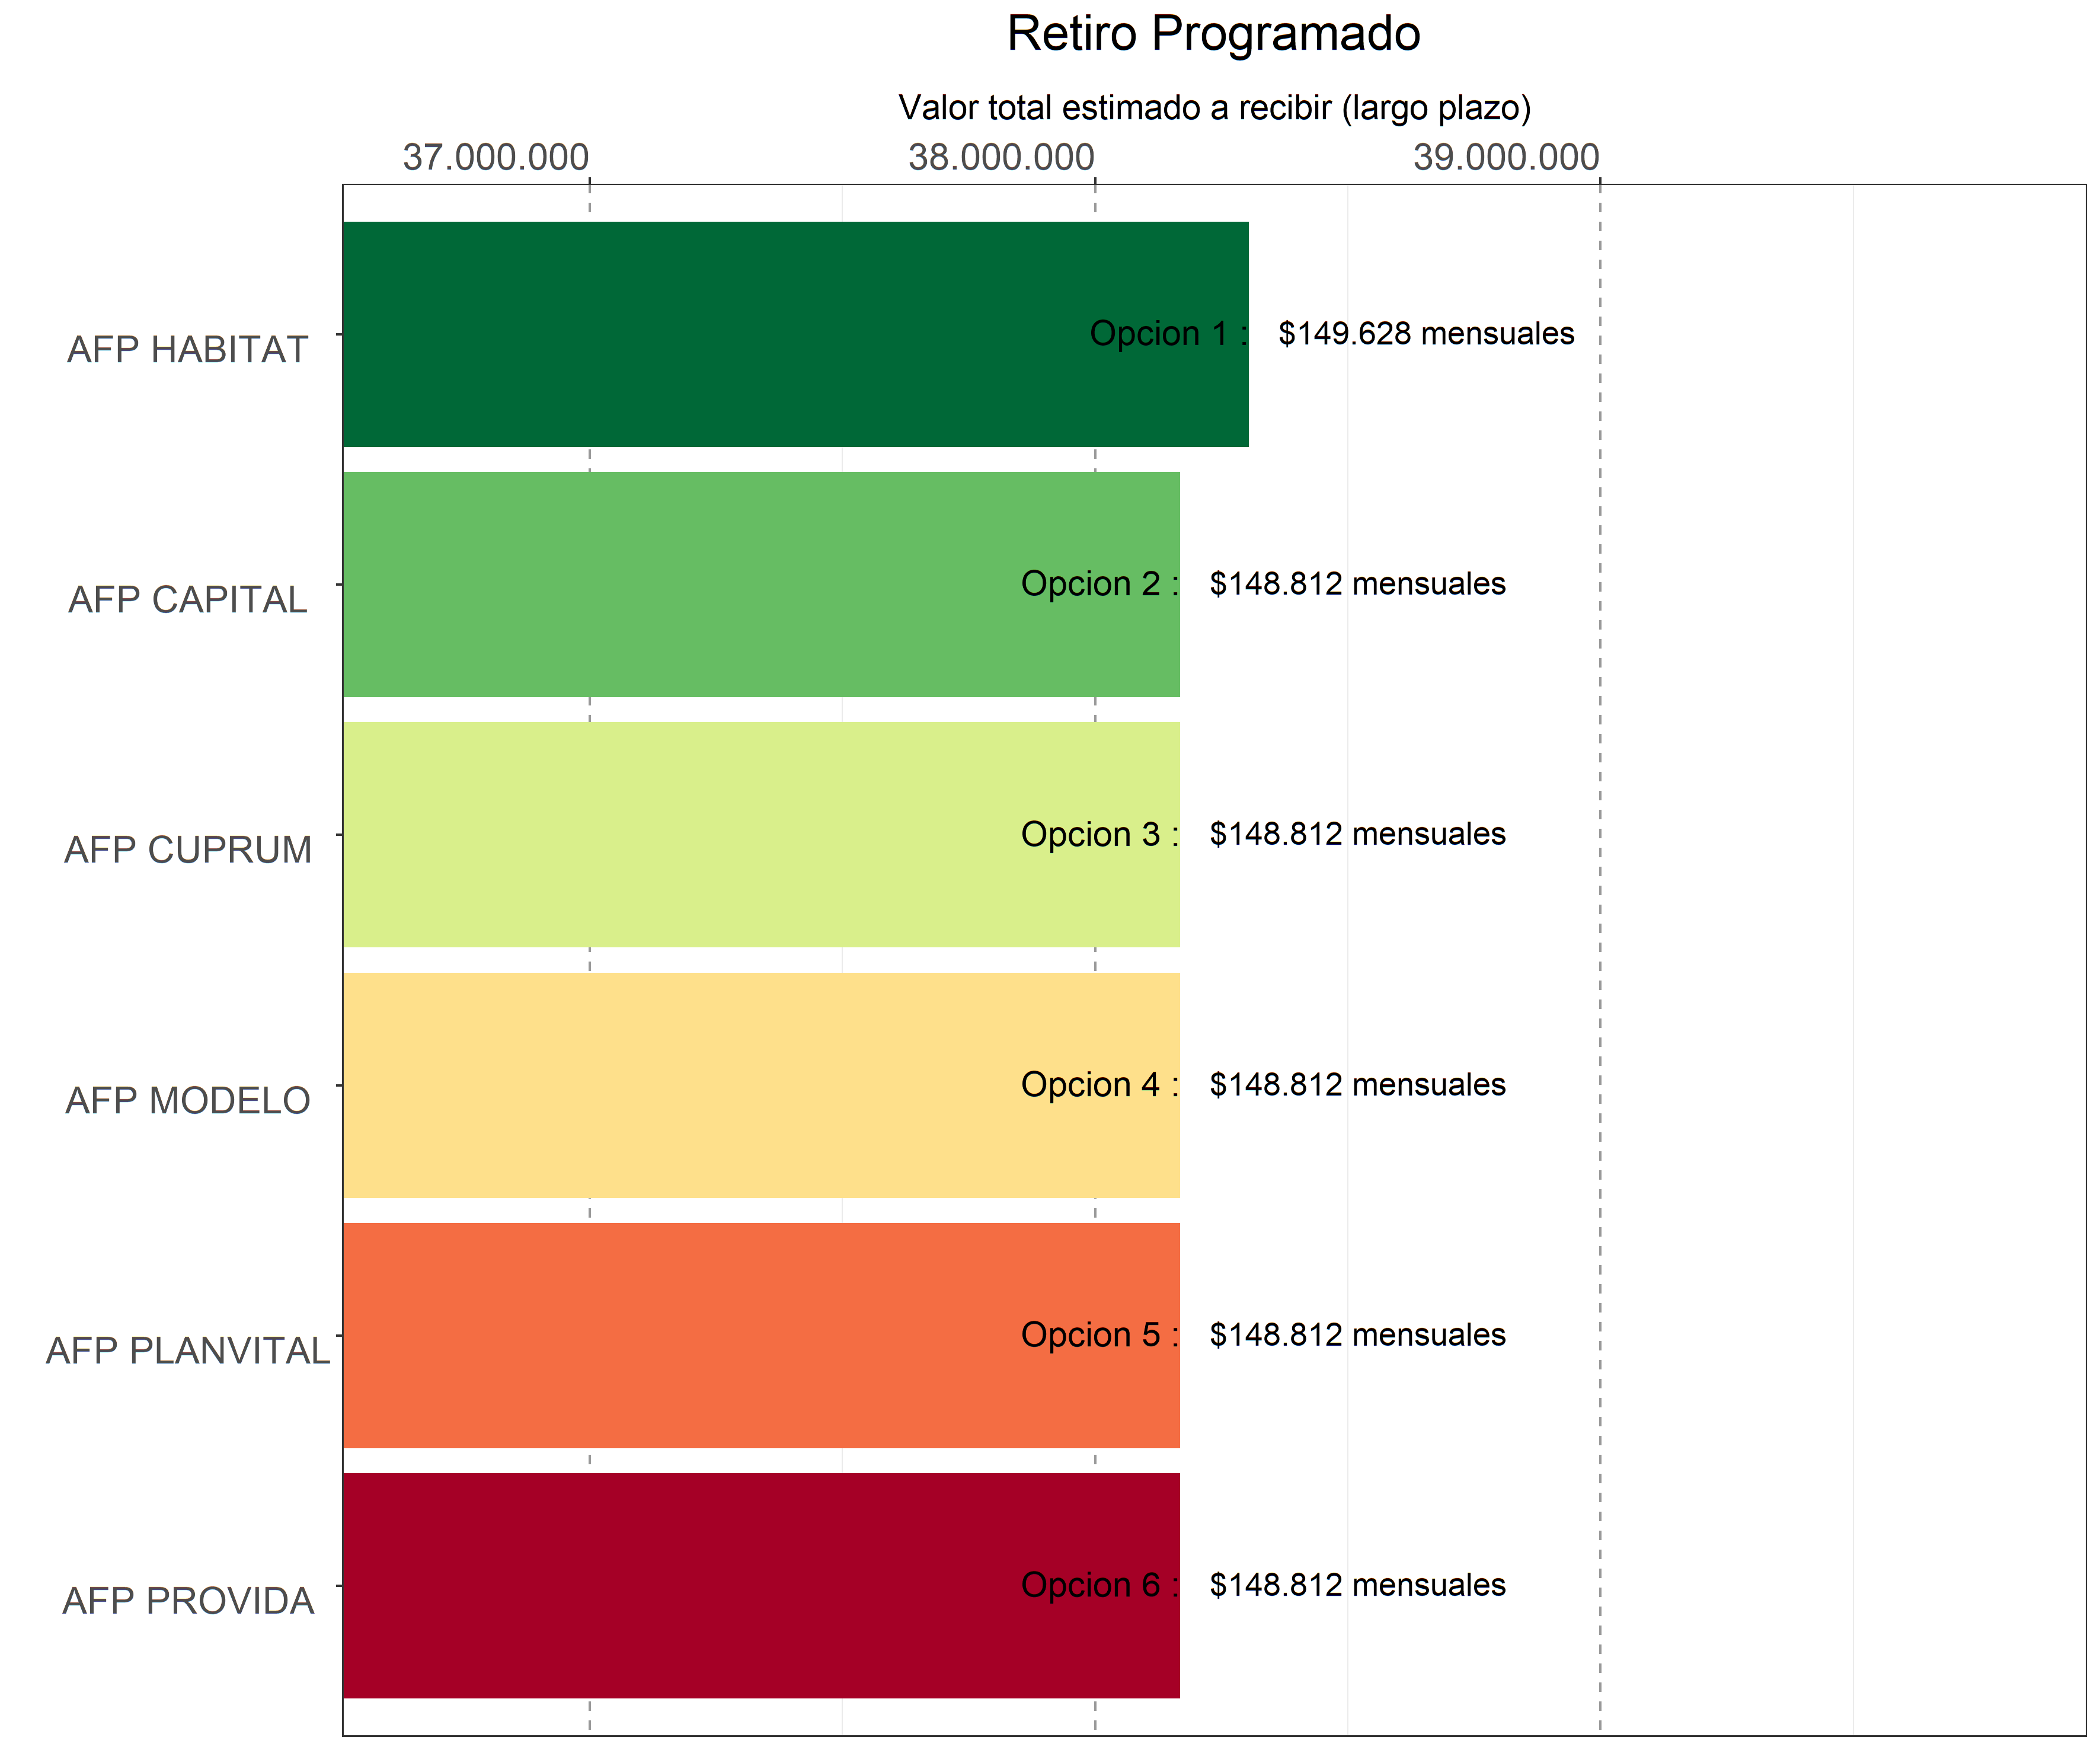 Retiro Programado
Valor total estimado a recibir (largo plazo)
37.000.000 38.000.000 39.000.000
AFP HABITAT Opcion 1 : $149.628 mensuales
AFP CAPITAL Opcion 2 : $148.812 mensuales
AFP CUPRUM Opcion 3 : $148.812 mensuales
AFP MODELO Opcion 4 : $148.812 mensuales
AFP PLANVITAL Opcion 5 : $148.812 mensuales
AFP PROVIDA Opcion 6 : $148.812 mensuales